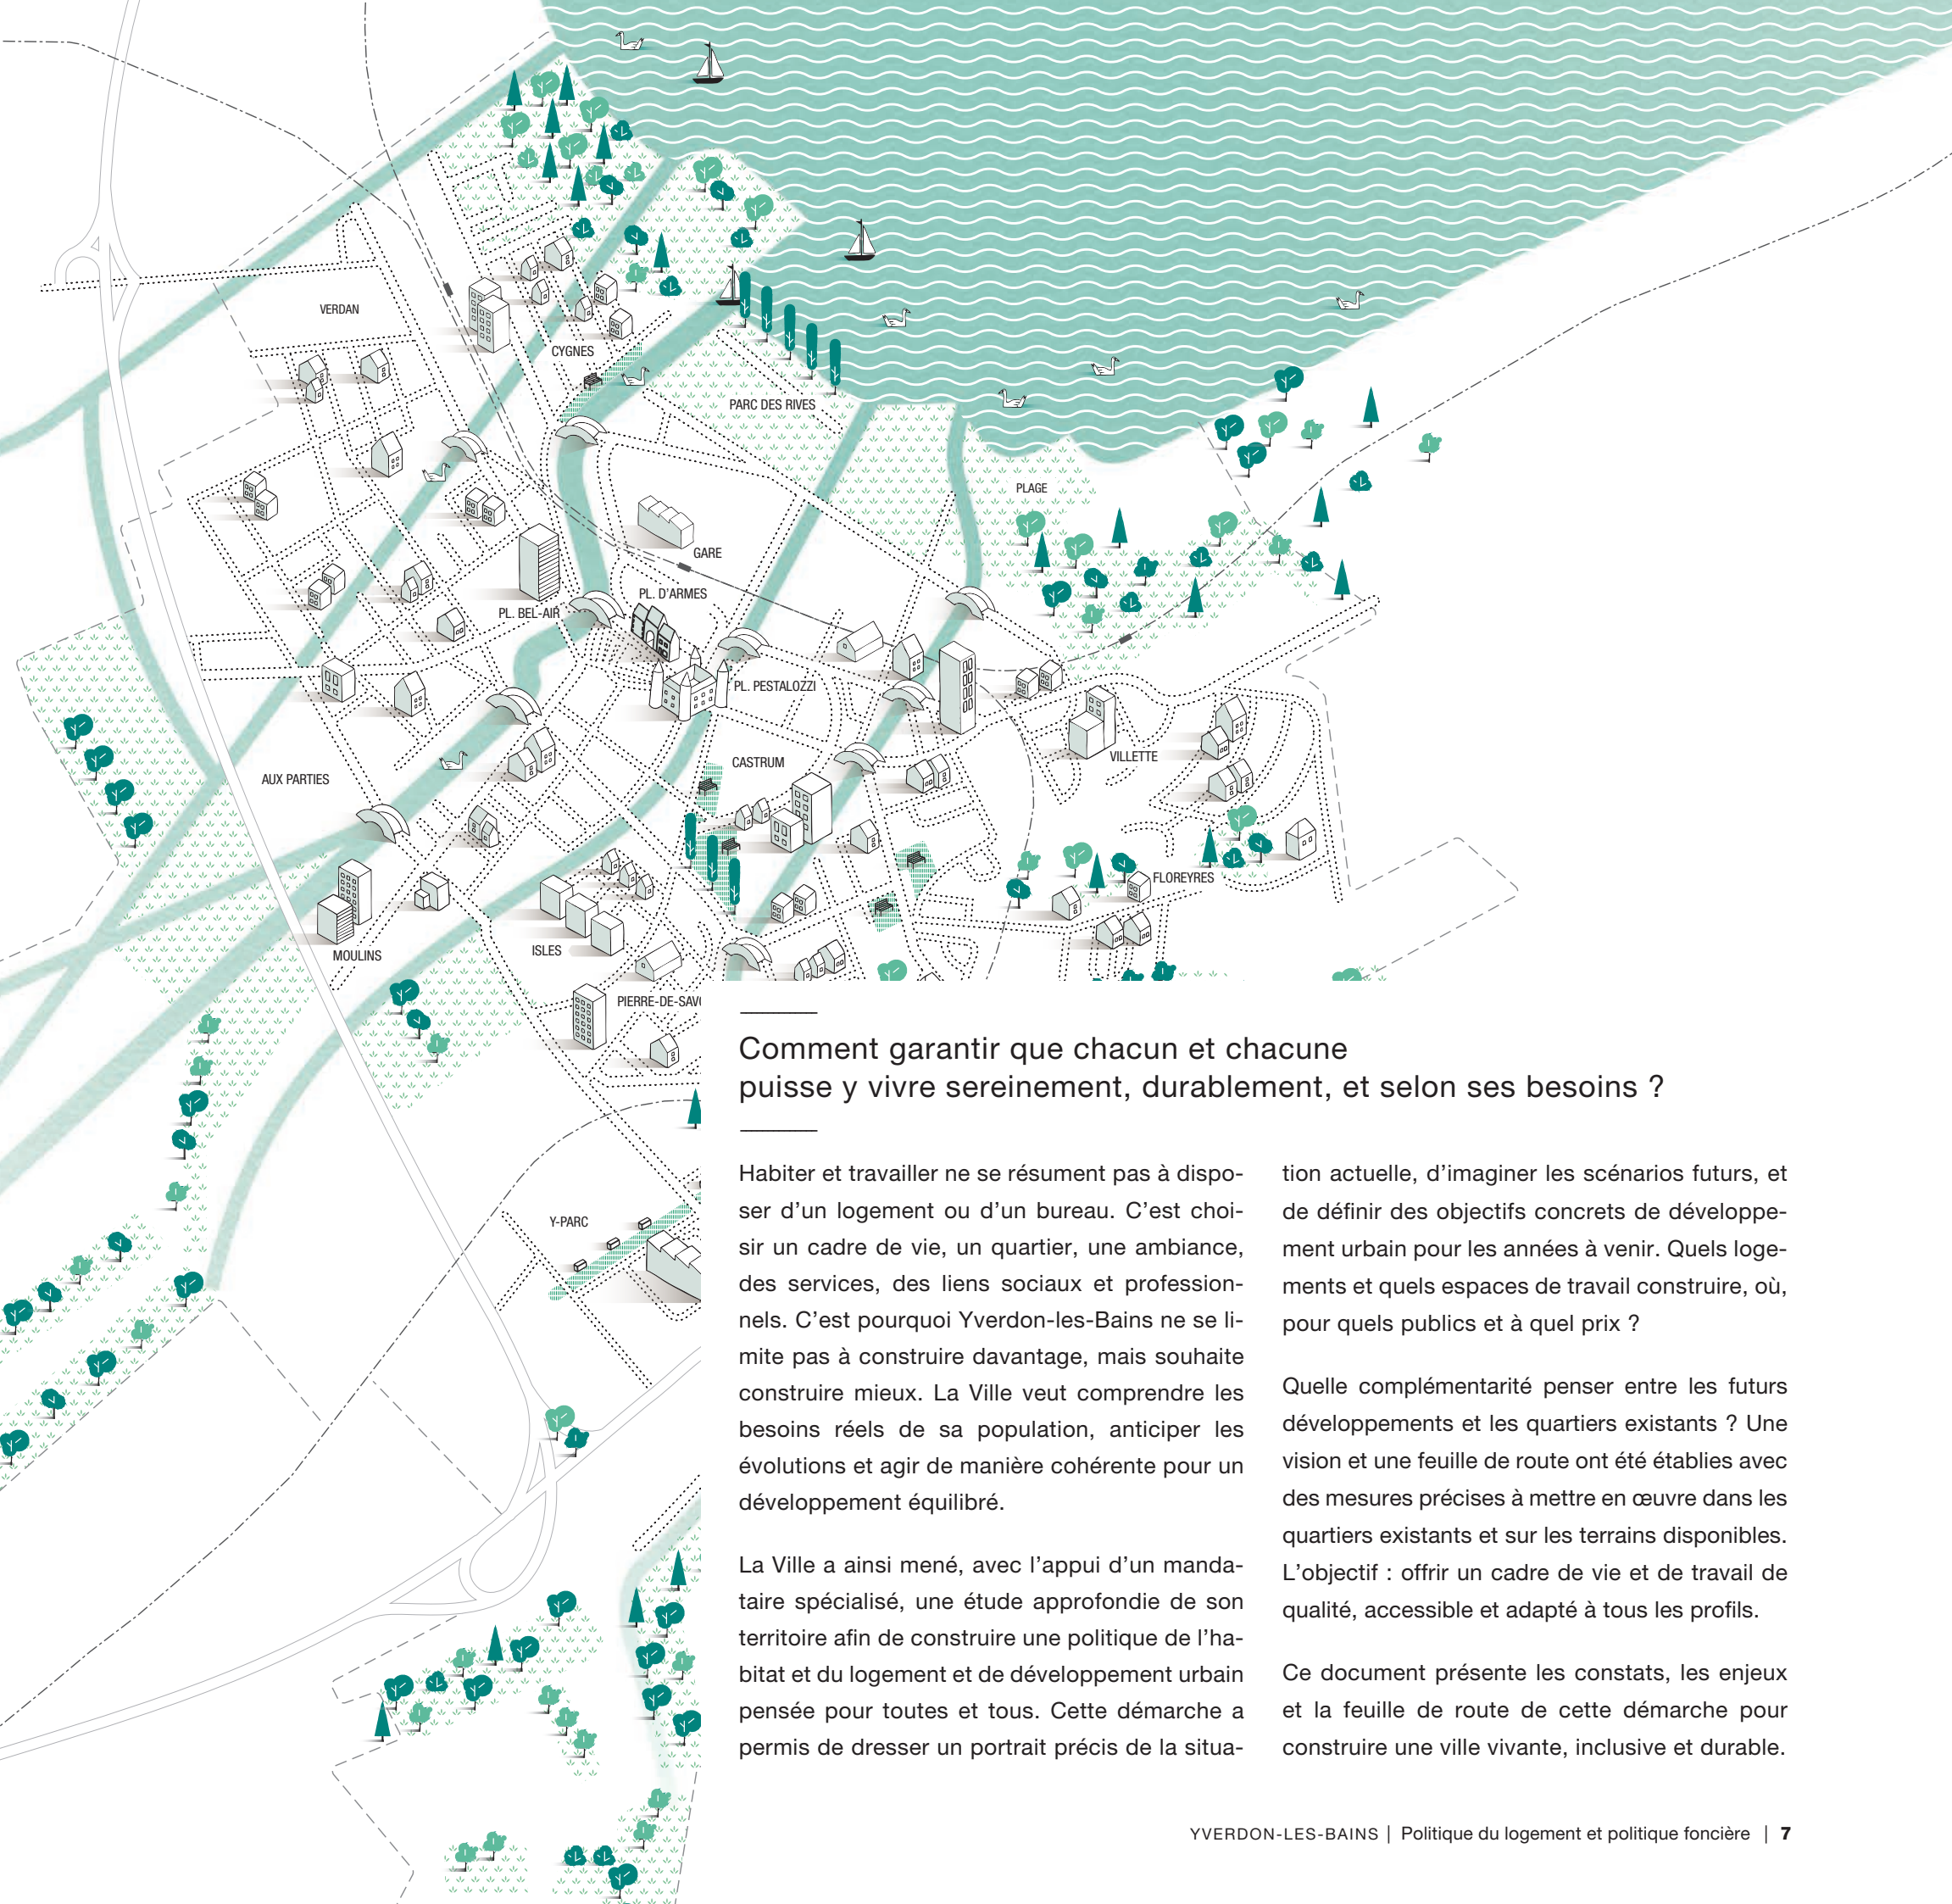 VERDAN
CYGNES
PARC DES RIVES
PLAGE
GARE
PL. D'ARMES
PL. BEL-AIR
PL. PESTALOZZI
VILLETTE
CASTRUM
AUX PARTIES
FLOREYRES
MOULINS
ISLES
PIERRE-DE-SAV
Y-PARC
Comment garantir que chacun et chacune
puisse y vivre sereinement, durablement, et selon ses besoins ?
Habiter et travailler ne se résument pas à dispo-
ser d'un logement ou d'un bureau. C'est choi-
sir un cadre de vie, un quartier, une ambiance,
des services, des liens sociaux et profession-
nels. C'est pourquoi Yverdon-les-Bains ne se li-
mite pas à construire davantage, mais souhaite
construire mieux. La Ville veut comprendre les
besoins réels de sa population, anticiper les
évolutions et agir de manière cohérente pour un
développement équilibré.
La Ville a ainsi mené, avec l'appui d'un manda-
taire spécialisé, une étude approfondie de son
territoire afin de construire une politique de l'ha-
bitat et du logement et de développement urbain
pensée pour toutes et tous. Cette démarche a
permis de dresser un portrait précis de la situa-
tion actuelle, d'imaginer les scénarios futurs, et
de définir des objectifs concrets de développe-
ment urbain pour les années à venir. Quels loge-
ments et quels espaces de travail construire, où,
pour quels publics et à quel prix ?
Quelle complémentarité penser entre les futurs
développements et les quartiers existants ? Une
vision et une feuille de route ont été établies avec
des mesures précises à mettre en œuvre dans les
quartiers existants et sur les terrains disponibles.
L'objectif : offrir un cadre de vie et de travail de
qualité, accessible et adapté à tous les profils.
Ce document présente les constats, les enjeux
et la feuille de route de cette démarche pour
construire une ville vivante, inclusive et durable.
YVERDON-LES-BAINS | Politique du logement et politique foncière | 7